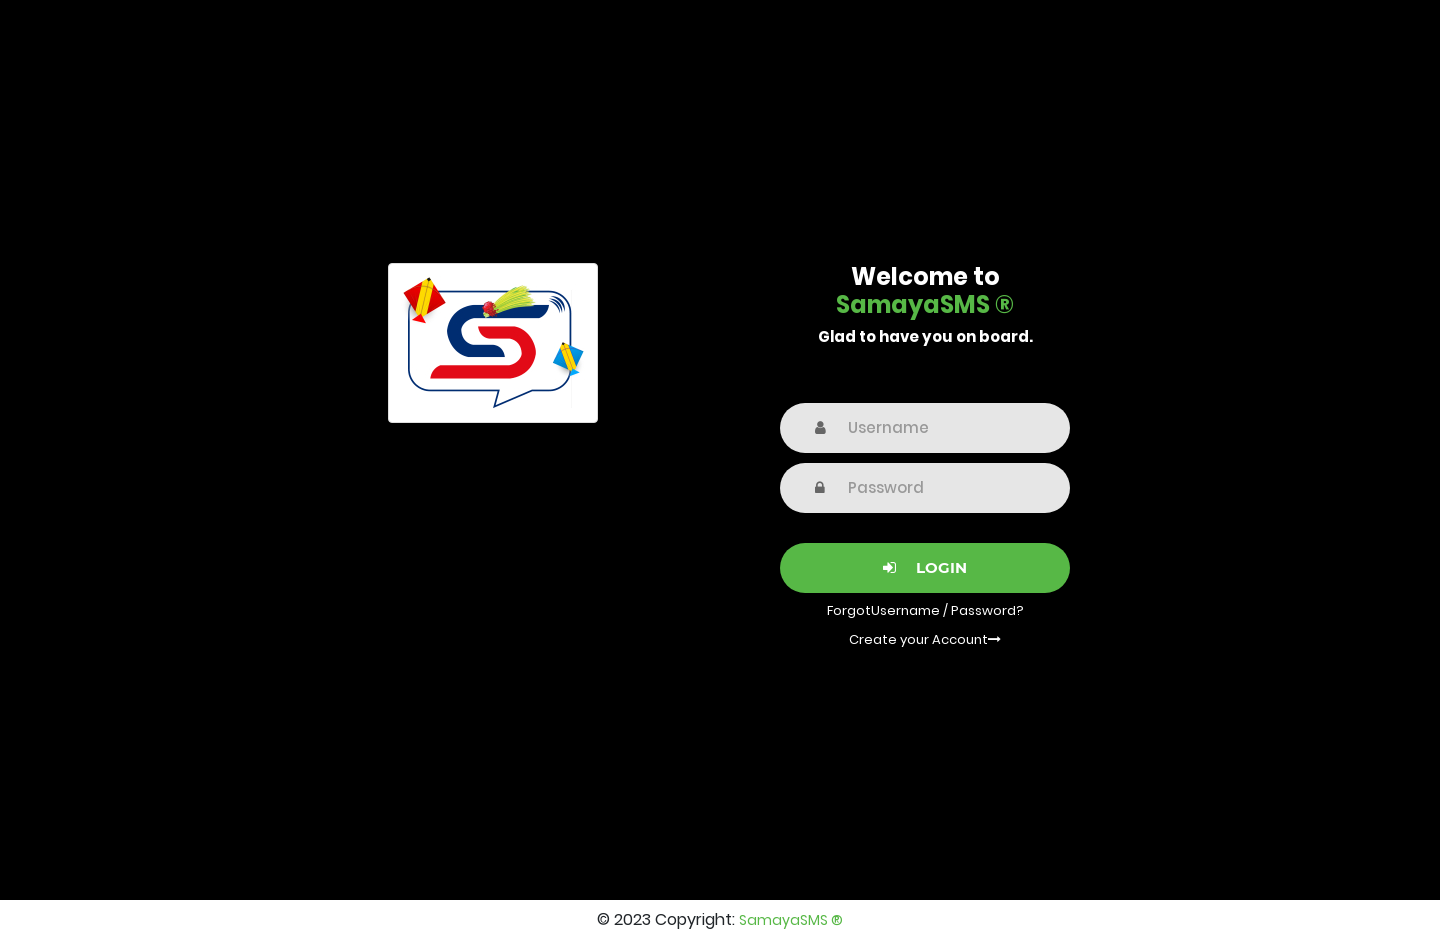 Welcome to
SamayaSMS ®
Glad to have you on board.
Username
Password
LOGIN
ForgotUsername / Password?
Create your Account
© 2023 Copyright: SamayaSMS ®